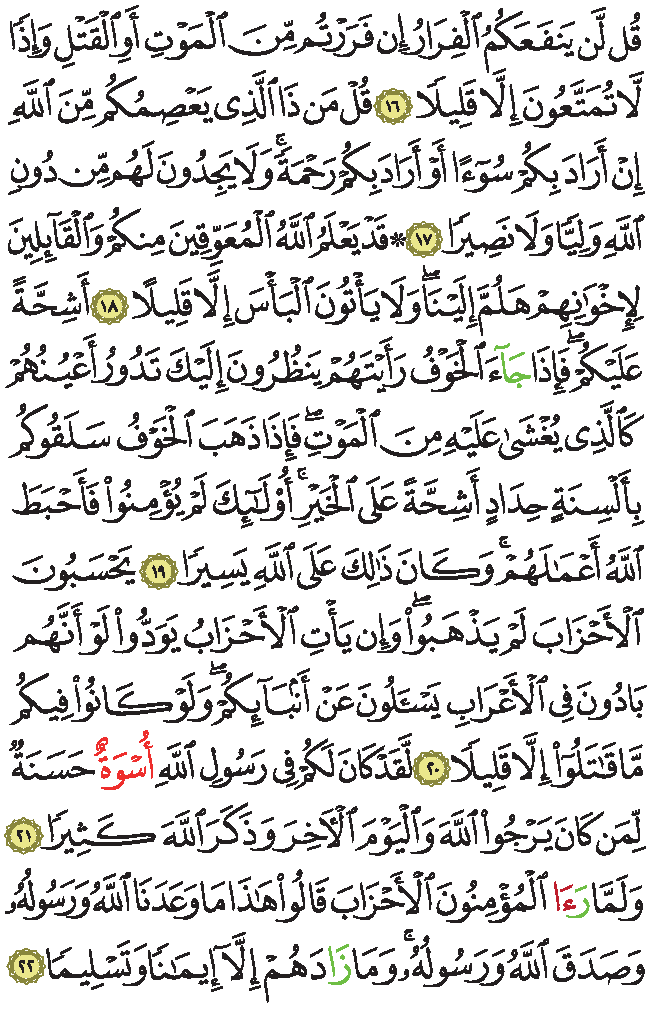 قُل لَّن يَنفَعَكُمُ ٱلْفِرَارُ إِن فَرَرْتُم مِّنَ ٱلْمَوْتِ أَوِ ٱلْقَتْلِ وَإِذًا
لَّا تُمَتَّعُونَ إِلَّا قَلِيلًا ١٦ قُلْ مَن ذَا ٱلَّذِى يَعْصِمُكُم مِّنَ ٱللَّهِ
إِنْ أَرَادَ بِكُمْ سُوٓءًا أَوْ أَرَادَ بِكُمْ رَحْمَةًۚ وَلَا يَجِدُونَ لَهُم مِّن دُونِ
ٱللَّهِ وَلِيًّا وَلَا نَصِيرًا ١٧ *قَدْ يَعْلَمُ ٱللَّهُ ٱلْمُعَوِّقِينَ مِنكُمْ وَٱلْقَآئِلِينَ
لِإِخْوَٰنِهِمْ هَلُمَّ إِلَيْنَاۖ وَلَا يَأْتُونَ ٱلْبَأْسَ إِلَّا قَلِيلًا ١٨ أَشِحَّةً
عَلَيْكُمْۖ فَإِذَا جَآءَ ٱلْخَوْفُ رَأَيْتَهُمْ يَنظُرُونَ إِلَيْكَ تَدُورُ أَعْيُنُهُمْ
كَٱلَّذِى يُغْشَىٰ عَلَيْهِ مِنَ ٱلْمَوْتِۖ فَإِذَا ذَهَبَ ٱلْخَوْفُ سَلَقُوكُم
بِأَلْسِنَةٍ حِدَادٍ أَشِحَّةً عَلَى ٱلْخَيْرِۚ أُو۟لَٰٓئِكَ لَمْ يُؤْمِنُوا۟ فَأَحْبَطَ
ٱللَّهُ أَعْمَٰلَهُمْۚ وَكَانَ ذَٰلِكَ عَلَى ٱللَّهِ يَسِيرًا ١٩ يَحْسَبُونَ
ٱلْأَحْزَابَ لَمْ يَذْهَبُوا۟ۖ وَإِن يَأْتِ ٱلْأَحْزَابُ يَوَدُّوا۟ لَوْ أَنَّهُم
بَادُونَ فِى ٱلْأَعْرَابِ يَسْـَٔلُونَ عَنْ أَنۢبَآئِكُمْۖ وَلَوْ كَانُوا۟ فِيكُم
مَّا قَٰتَلُوٓا۟ إِلَّا قَلِيلًا ٢٠ لَّقَدْ كَانَ لَكُمْ فِى رَسُولِ ٱللَّهِ أُسْوَةٌ حَسَنَةٌ
لِّمَن كَانَ يَرْجُوا۟ ٱللَّهَ وَٱلْيَوْمَ ٱلْـَٔاخِرَ وَذَكَرَ ٱللَّهَ كَثِيرًا ٢١
وَلَمَّا رَءَا ٱلْمُؤْمِنُونَ ٱلْأَحْزَابَ قَالُوا۟ هَٰذَا مَا وَعَدَنَا ٱللَّهُ وَرَسُولُهُۥ
وَصَدَقَ ٱللَّهُ وَرَسُولُهُۥۚ وَمَا زَادَهُمْ إِلَّآ إِيمَٰنًا وَتَسْلِيمًا ٢٢